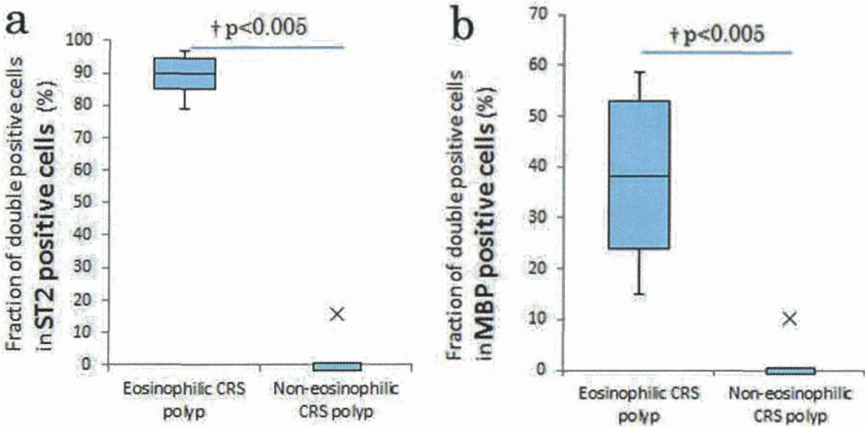 a
† p<0.005
Fraction of double positive cells
in ST2 positive cells (%)
100
90
80
70
60
50
40
30
20
10
0
Eosinophilic CRS
polyp
Non-eosinophilic
CRS polyp
b
† p<0.005
Fraction of double positive cells
in MBP positive cells (%)
70
60
50
40
30
20
10
0
Eosinophilic CRS
polyp
Non-eosinophilic
CRS polyp